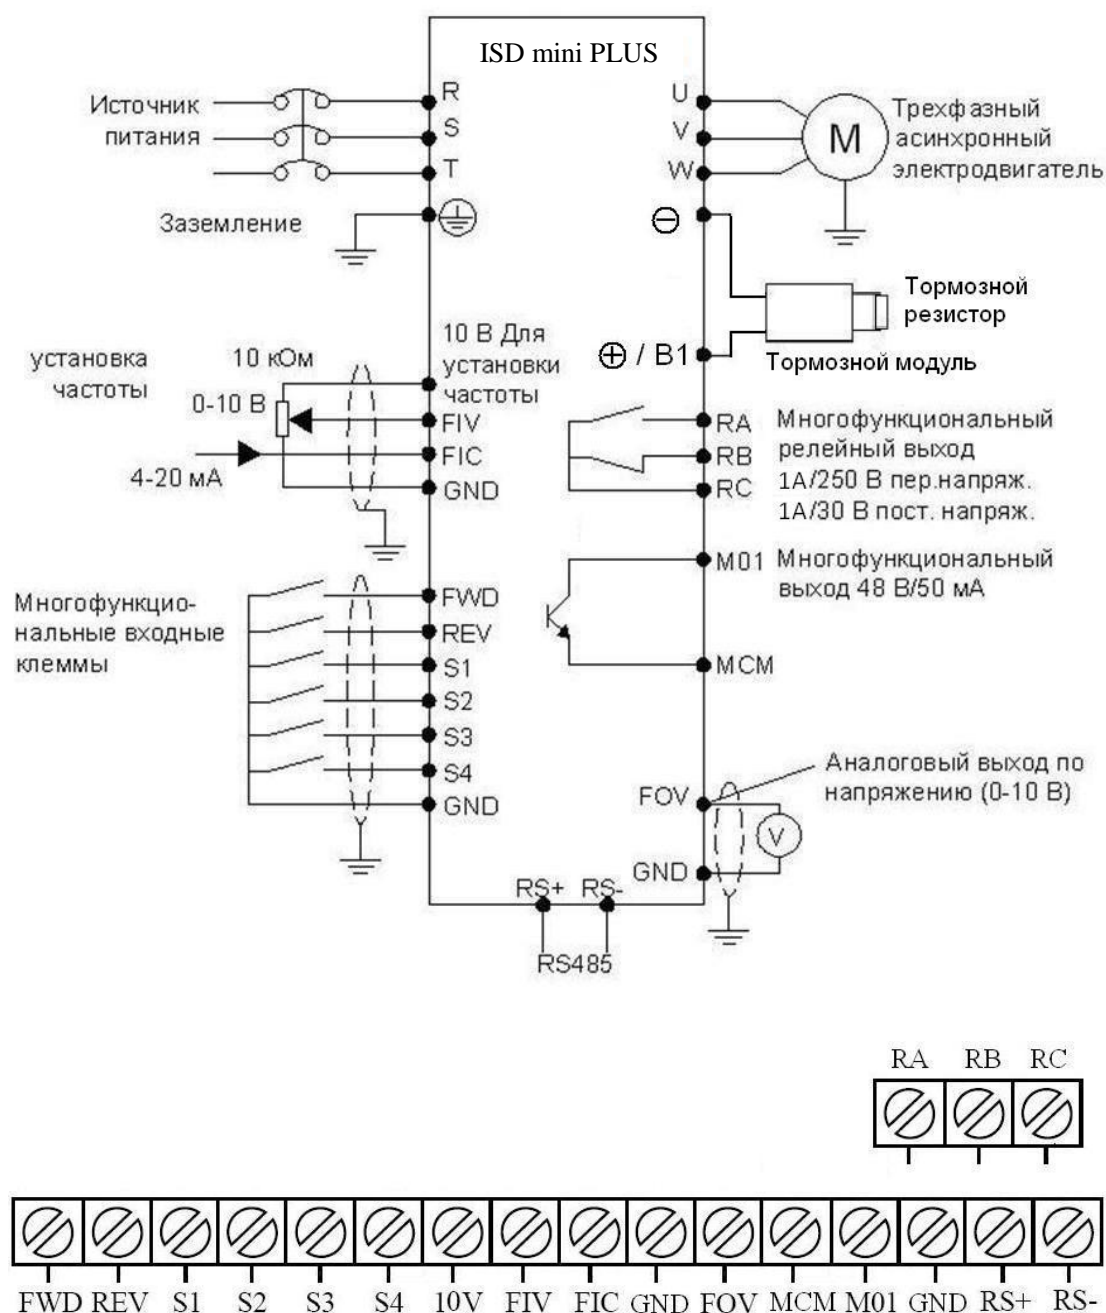 ISD mini PLUS
Источник
питания
R
S
T
Заземление
U
V
W
M
Трехфазный
асинхронный
электродвигатель
⊖
Тормозной
резистор
⊕ / B1
Тормозной модуль
установка
частоты
10 кОм
0-10 В
4-20 мА
10 В Для
установки
частоты
FIV
FIC
GND
RA
RB
RC
Многофункциональный
релейный выход
1А/250 В пер.напряж.
1А/30 В пост. напряж.
M01
Многофункциональный
выход 48 В/50 мА
MCM
Многофункцио-
нальные входные
клеммы
FWD
REV
S1
S2
S3
S4
GND
FOV
Аналоговый выход по
напряжению (0-10 В)
V
GND
RS+ RS-
RS485
RA RB RC
FWD REV S1 S2 S3 S4 10V FIV FIC GND FOV MCM M01 GND RS+ RS-